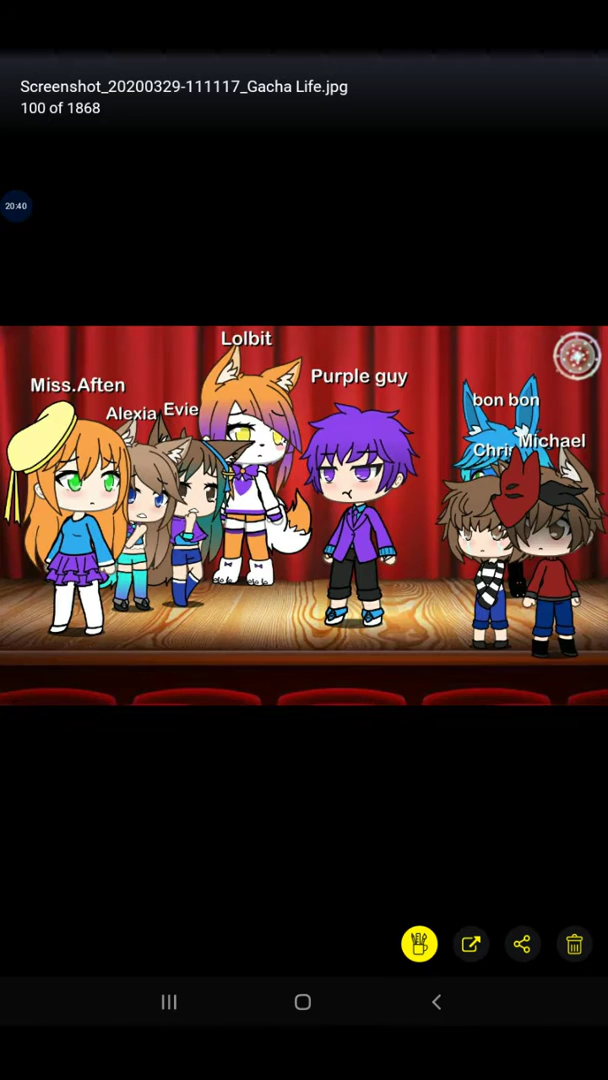 Screenshot_20200329-111117_Gacha Life.jpg
100 of 1868
20:40
Lolbit
Miss.Aften
Purple guy
Alexia
Evie
bon bon
Chris
Michael